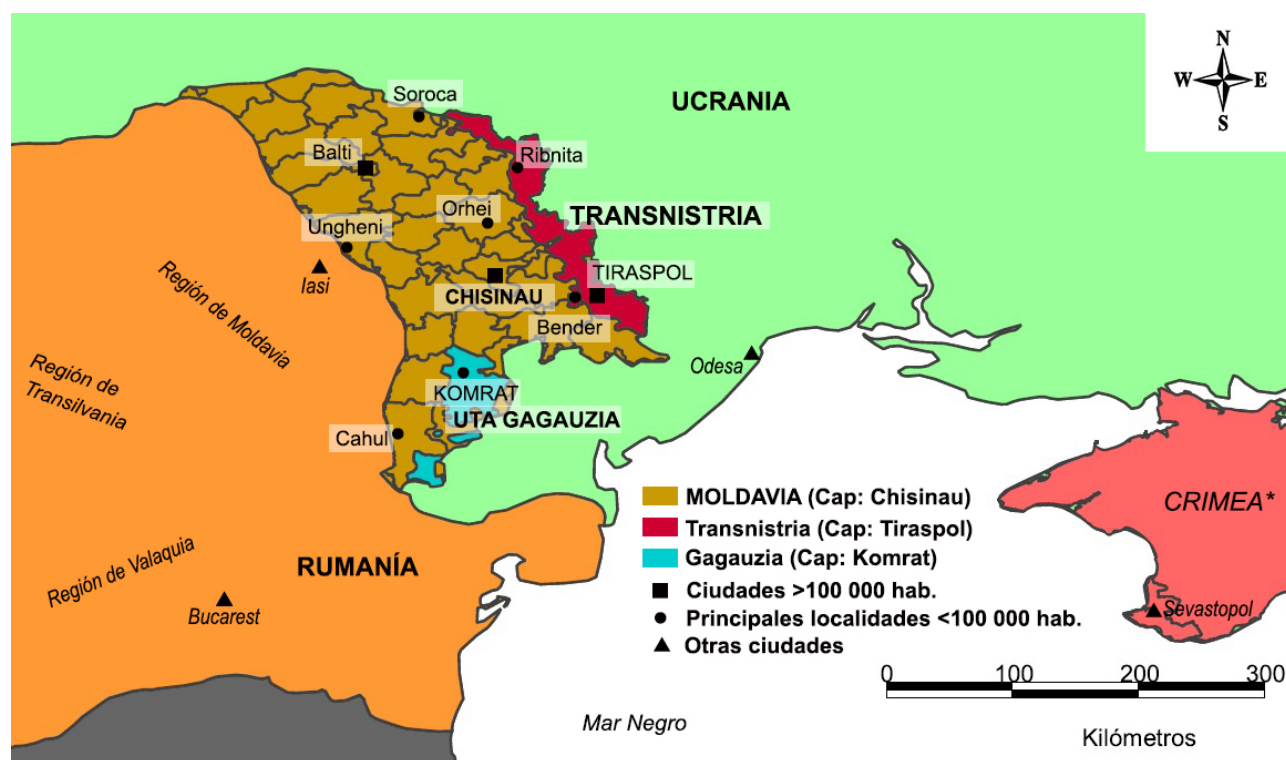 N
W E
S
UCRANIA
Soroca
Balti
Ribnita
Orhei
TRANSNISTRIA
Ungheni
Iasi
TIRASPOL
CHISINAU
Bender
Región de Moldavia
Odesa
Región de
Transilvania
KOMRAT
UTA GAGAUZIA
Cahul
MOLDAVIA (Cap: Chisinau)
Transnistria (Cap: Tiraspol)
Gagauzia (Cap: Komrat)
Ciudades >100 000 hab.
Principales localidades <100 000 hab.
Otras ciudades
CRIMEA*
Sevastopol
Región de Valaquia
RUMANÍA
Bucarest
0 100 200 300
Kilómetros
Mar Negro